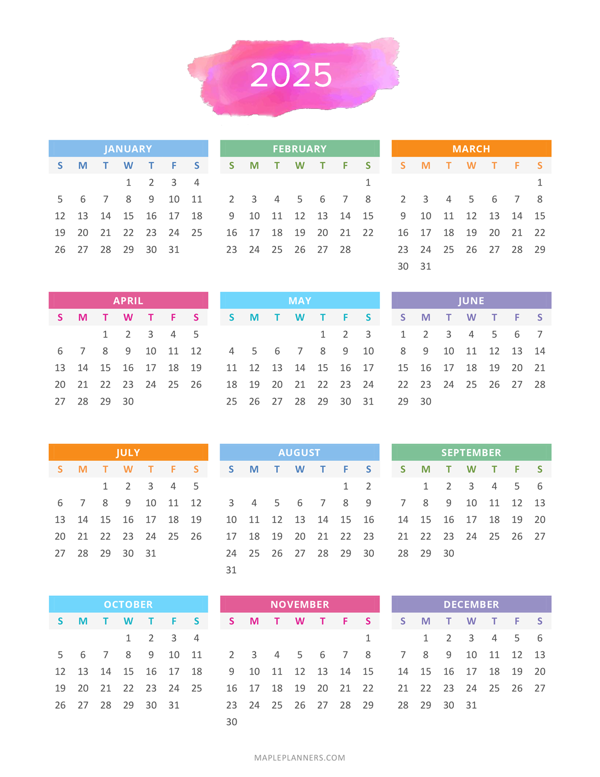 2025
JANUARY
S M T W T F S
1 2 3 4
5 6 7 8 9 10 11
12 13 14 15 16 17 18
19 20 21 22 23 24 25
26 27 28 29 30 31
FEBRUARY
S M T W T F S
1
2 3 4 5 6 7 8
9 10 11 12 13 14 15
16 17 18 19 20 21 22
23 24 25 26 27 28
MARCH
S M T W T F S
1
2 3 4 5 6 7 8
9 10 11 12 13 14 15
16 17 18 19 20 21 22
23 24 25 26 27 28 29
30 31
APRIL
S M T W T F S
1 2 3 4 5
6 7 8 9 10 11 12
13 14 15 16 17 18 19
20 21 22 23 24 25 26
27 28 29 30
MAY
S M T W T F S
1 2 3
4 5 6 7 8 9 10
11 12 13 14 15 16 17
18 19 20 21 22 23 24
25 26 27 28 29 30 31
JUNE
S M T W T F S
1 2 3 4 5 6 7
8 9 10 11 12 13 14
15 16 17 18 19 20 21
22 23 24 25 26 27 28
29 30
JULY
S M T W T F S
1 2 3 4 5
6 7 8 9 10 11 12
13 14 15 16 17 18 19
20 21 22 23 24 25 26
27 28 29 30 31
AUGUST
S M T W T F S
1 2
3 4 5 6 7 8 9
10 11 12 13 14 15 16
17 18 19 20 21 22 23
24 25 26 27 28 29 30
31
SEPTEMBER
S M T W T F S
1 2 3 4 5 6
7 8 9 10 11 12 13
14 15 16 17 18 19 20
21 22 23 24 25 26 27
28 29 30
OCTOBER
S M T W T F S
1 2 3 4
5 6 7 8 9 10 11
12 13 14 15 16 17 18
19 20 21 22 23 24 25
26 27 28 29 30 31
NOVEMBER
S M T W T F S
1
2 3 4 5 6 7 8
9 10 11 12 13 14 15
16 17 18 19 20 21 22
23 24 25 26 27 28 29
30
DECEMBER
S M T W T F S
1 2 3 4 5 6
7 8 9 10 11 12 13
14 15 16 17 18 19 20
21 22 23 24 25 26 27
28 29 30 31
MAPLEPLANNERS.COM